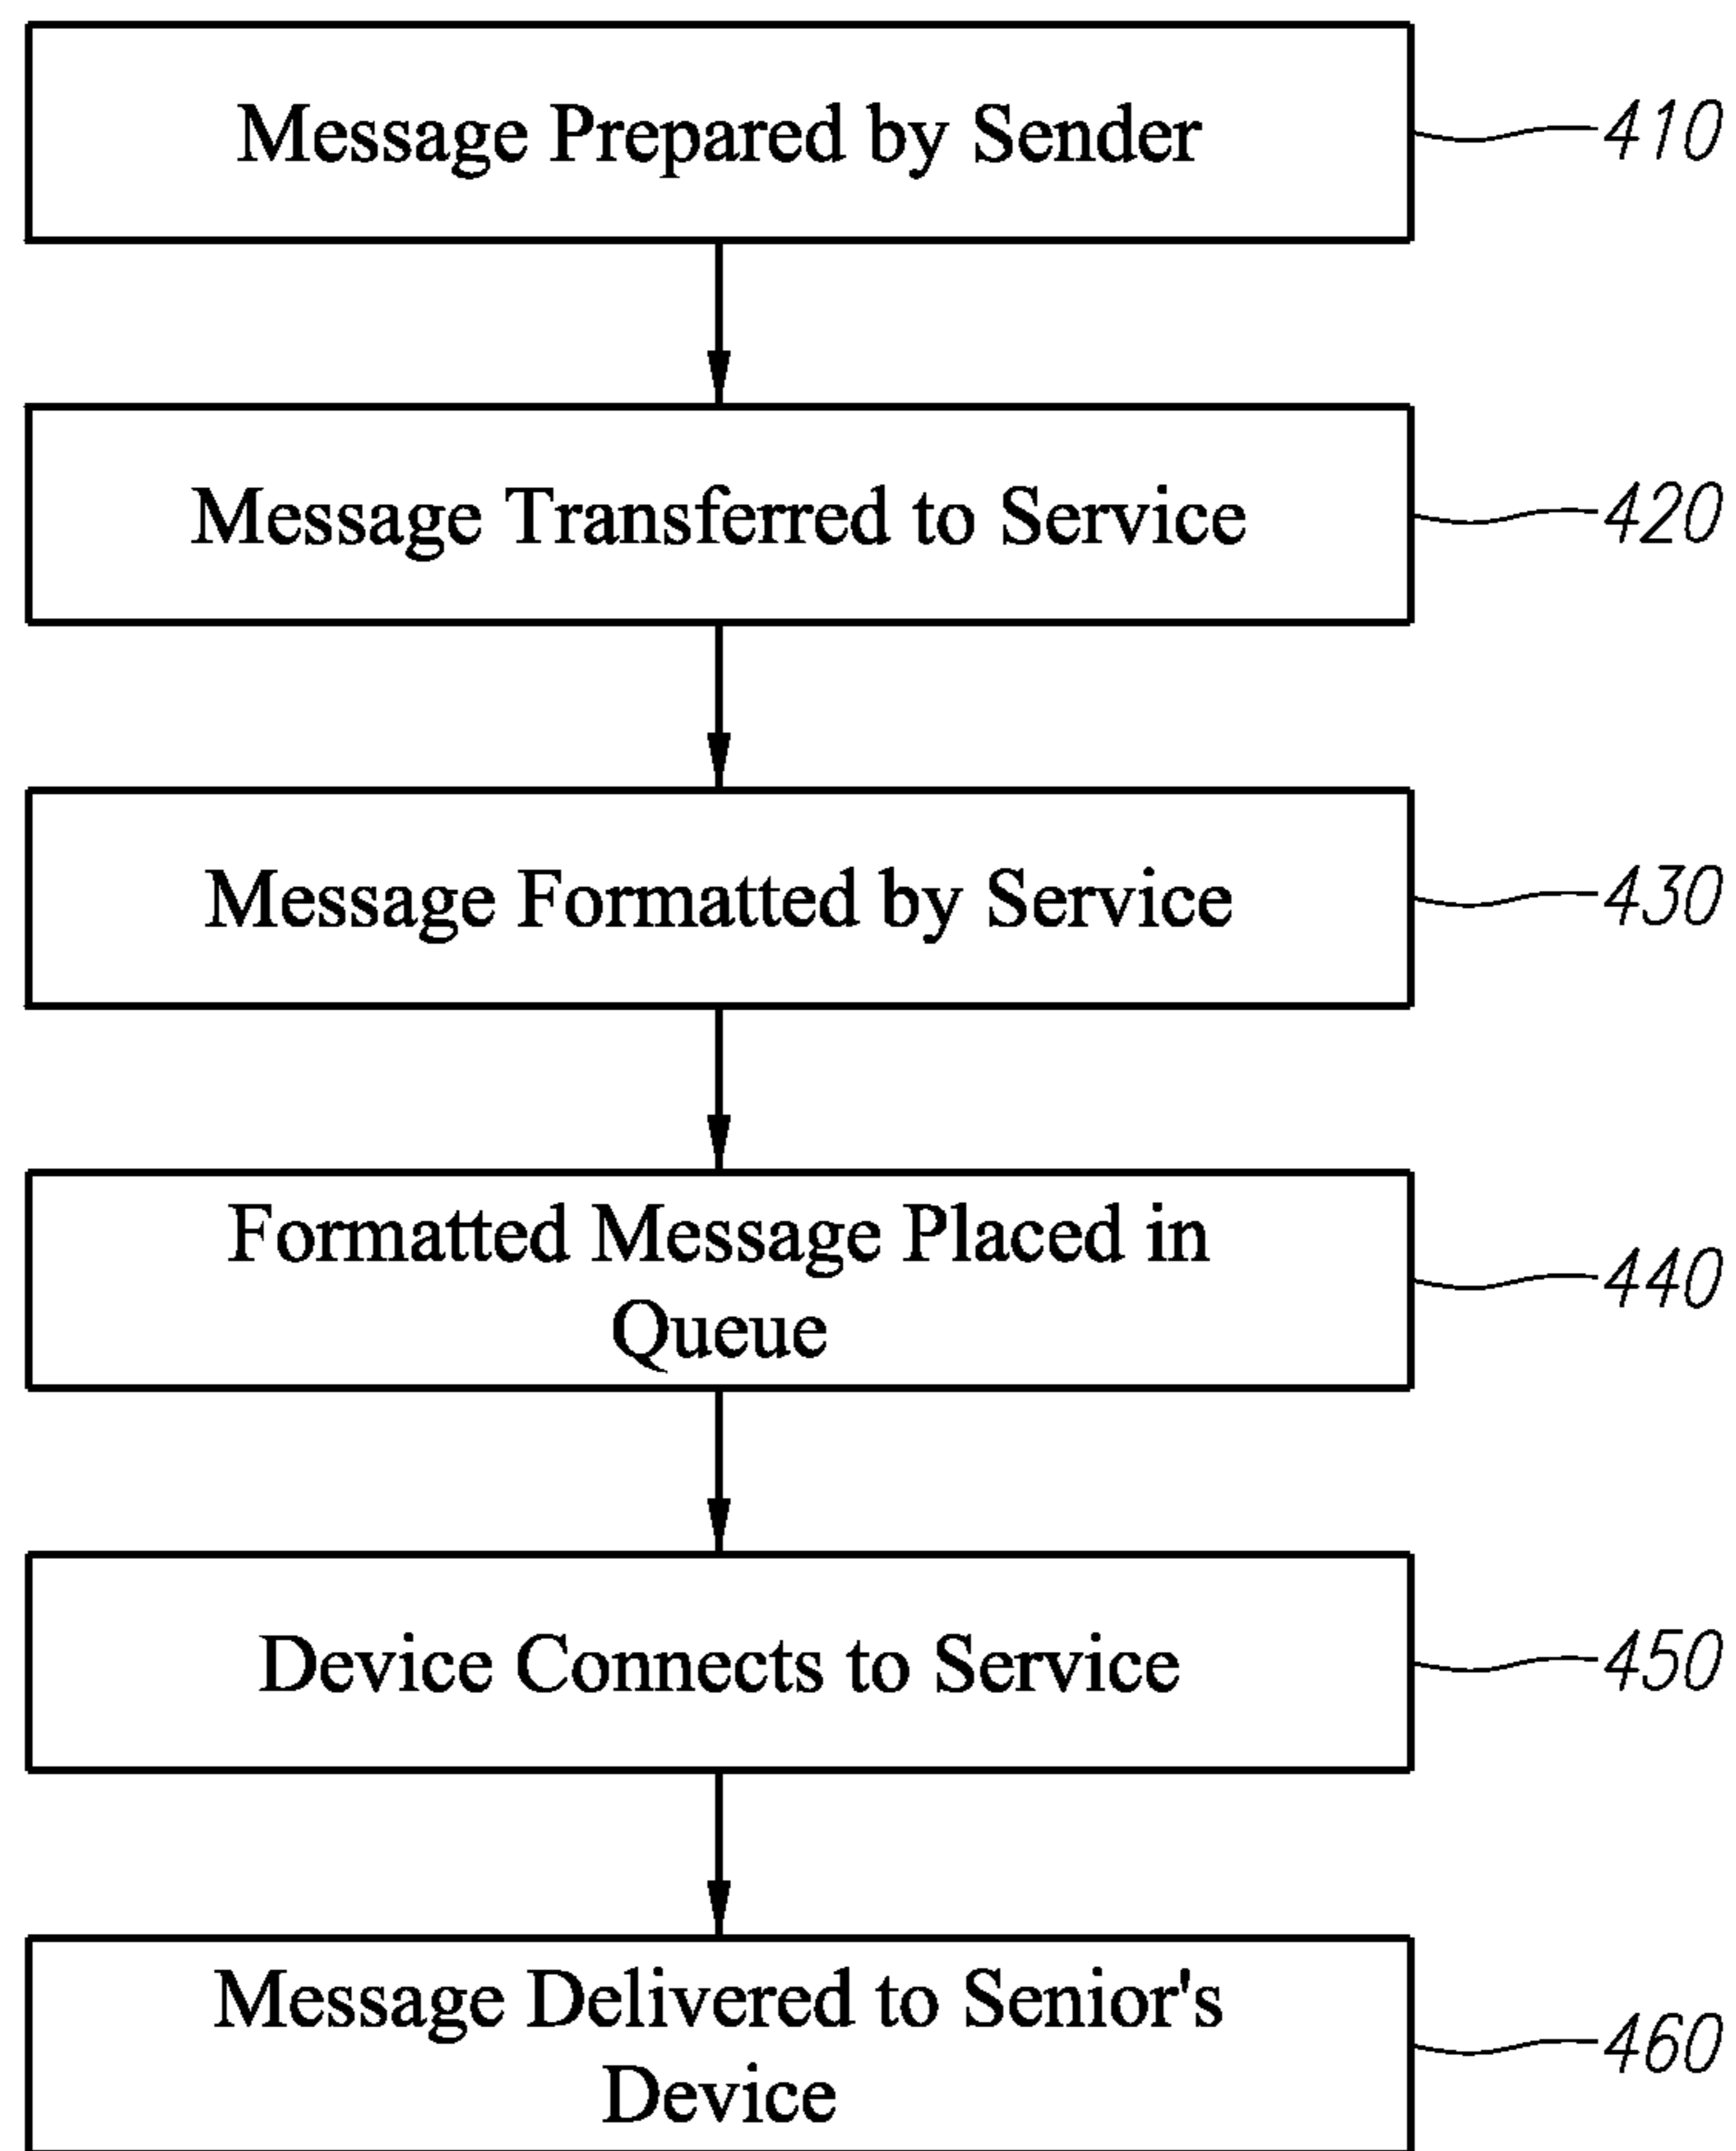 Message Prepared by Sender
410
Message Transferred to Service
420
Message Formatted by Service
430
Formatted Message Placed in
Queue
440
Device Connects to Service
450
Message Delivered to Senior's
Device
460